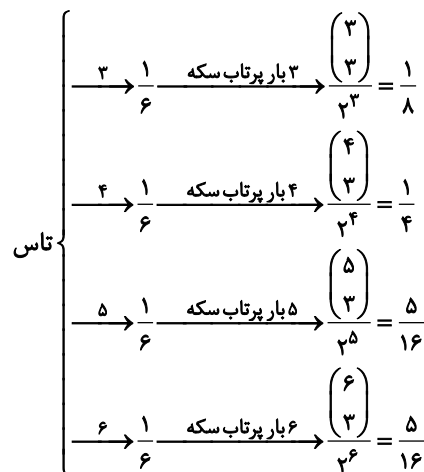 تاس
۳ → ۱/۶ ۳ بار پرتاب سکه → (۳ ۳)/۲^۳ = ۱/۸
۴ → ۱/۶ ۴ بار پرتاب سکه → (۴ ۳)/۲^۴ = ۱/۴
۵ → ۱/۶ ۵ بار پرتاب سکه → (۵ ۳)/۲^۵ = ۵/۱۶
۶ → ۱/۶ ۶ بار پرتاب سکه → (۶ ۳)/۲^۶ = ۵/۱۶